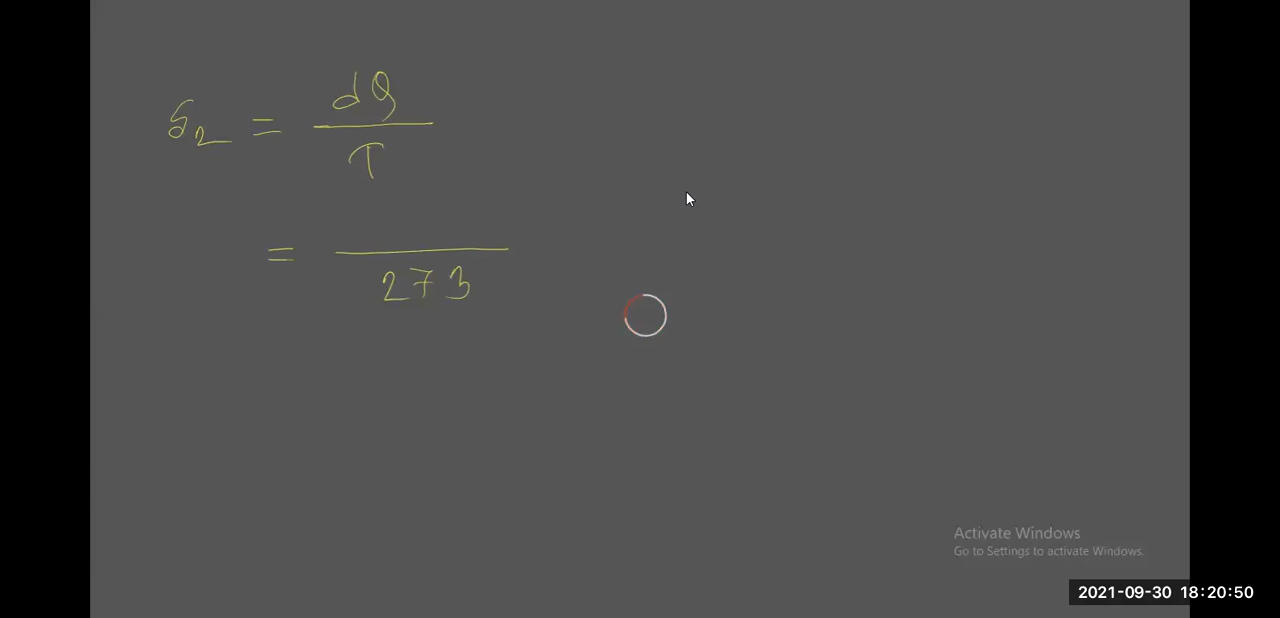 S₂ = dQ / T
= / 273
Activate Windows
Go to Settings to activate Windows.
2021-09-30 18:20:50